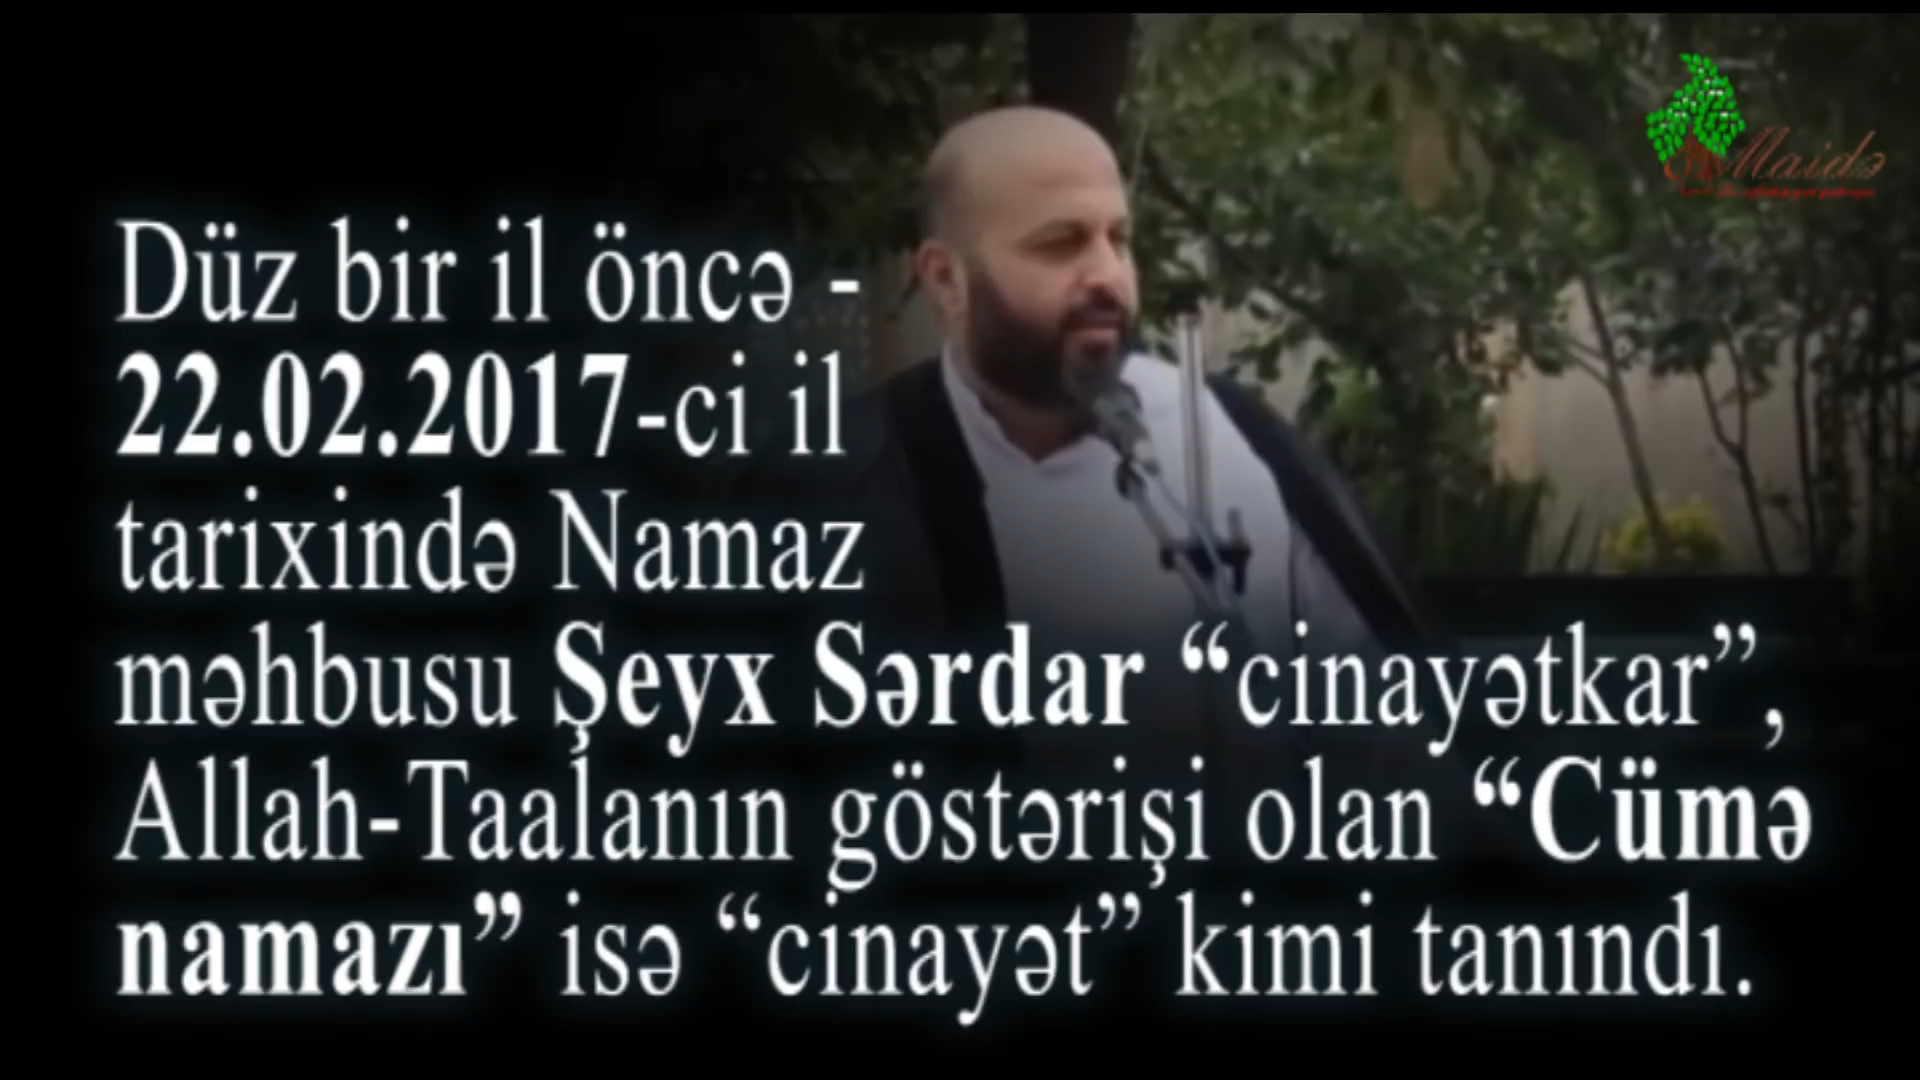 Maidə
Düz bir il öncə -
22.02.2017-ci il
tarixində Namaz
məhbusu Şeyx Sərdar “cinayətkar”,
Allah-Taalanın göstərişi olan “Cümə
namazı” isə “cinayət” kimi tanındı.